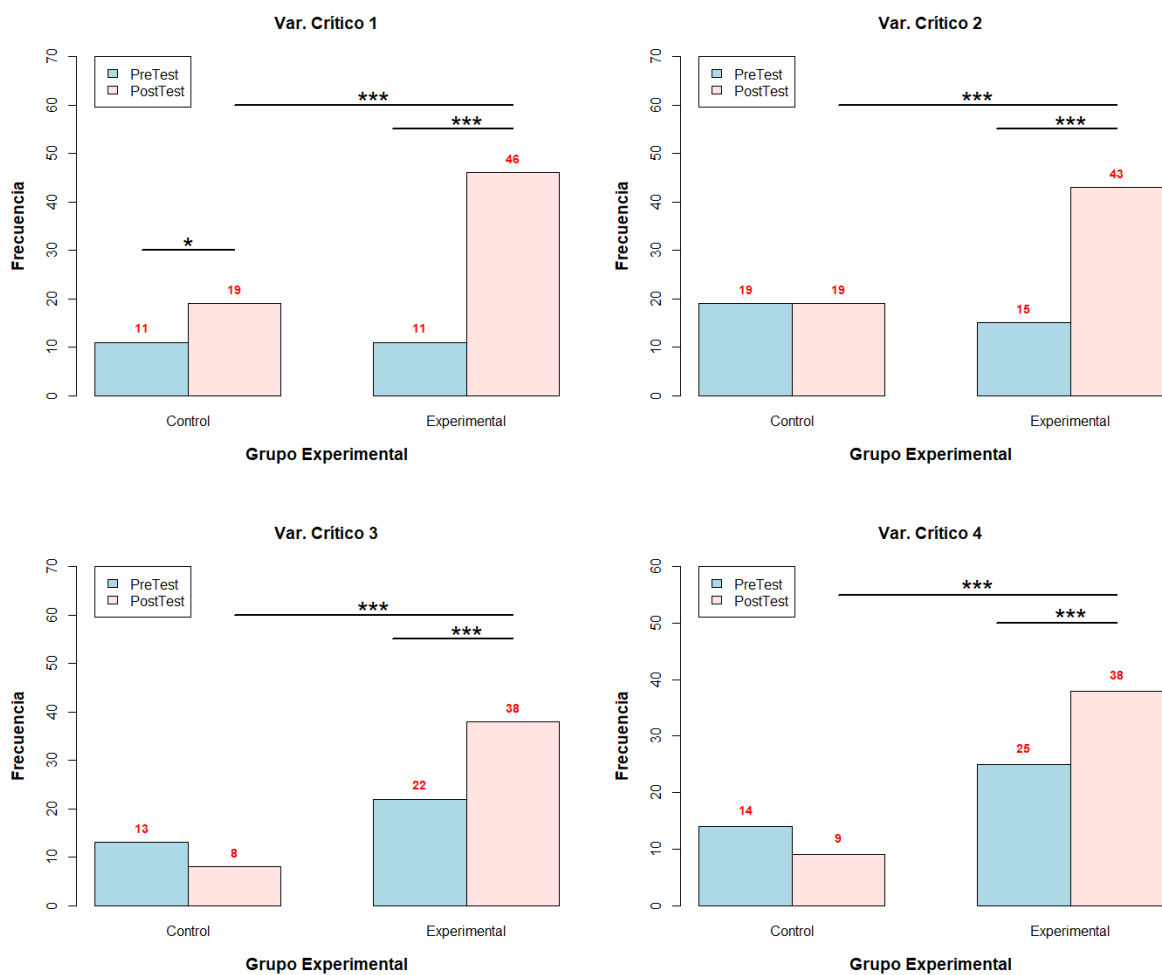 Var. Crítico 1
PreTest
PostTest
70
60
50
40
30
20
10
0
Frecuencia
***
***
*
11
19
11
46
Control
Experimental
Grupo Experimental
Var. Crítico 2
PreTest
PostTest
70
60
50
40
30
20
10
0
Frecuencia
***
***
19
19
15
43
Control
Experimental
Grupo Experimental
Var. Crítico 3
PreTest
PostTest
70
60
50
40
30
20
10
0
Frecuencia
***
***
13
8
22
38
Control
Experimental
Grupo Experimental
Var. Crítico 4
PreTest
PostTest
60
50
40
30
20
10
0
Frecuencia
***
***
14
9
25
38
Control
Experimental
Grupo Experimental